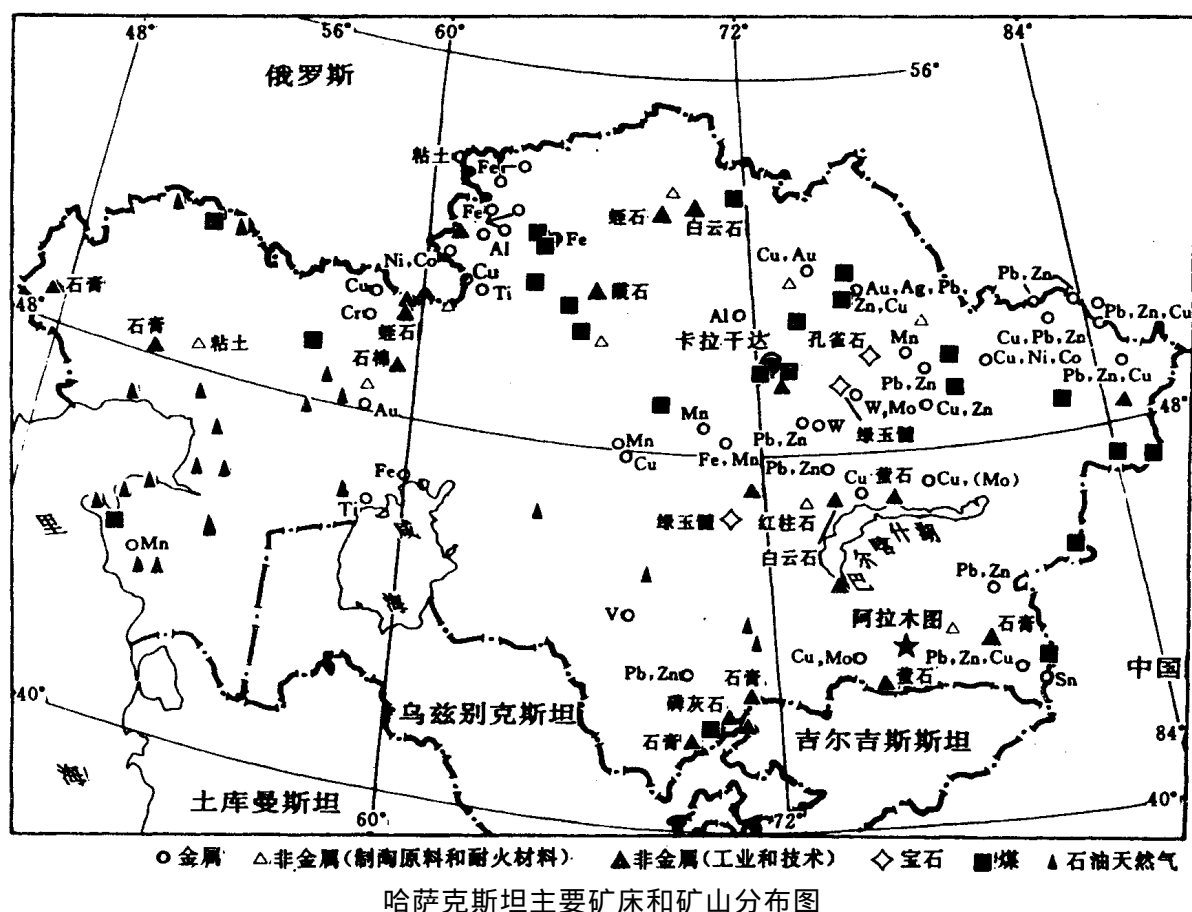 48° 56° 60° 72° 84°
俄罗斯 56°
粘土 Fe
Fe 蛭石 白云石
Al Fe
Ni,Co Cu Cu,Au Pb,Zn
石膏 Cu Ti 霞石 Au,Ag,Pb,
48° Zn,Cu Pb,Zn,Cu
石膏 粘土 Cr 蛭石 Al 孔雀石 Mn Cu,Pb,Zn
石棉 卡拉干达 Cu,Ni,Co
Pb,Zn Pb,Zn,Cu
Au W,Mo Cu,Zn 48°
Mn Mn Pb,Zn W 绿玉髓
Cu Fe,Mn
Fe Pb,Zn Cu 萤石 Cu,(Mo)
里 Ti 咸 绿玉髓 红柱石
Mn 白云石 巴尔喀什湖
海 Pb,Zn
V 阿拉木图 石膏
Cu,Mo Pb,Zn,Cu 中国
Pb,Zn 石膏 萤石 Sn
40° 乌兹别克斯坦 磷灰石
石膏 吉尔吉斯斯坦 84°
海 土库曼斯坦 60° 72° 40°
金属 非金属(制陶原料和耐火材料) 非金属(工业和技术) 宝石 煤 石油天然气
哈萨克斯坦主要矿床和矿山分布图